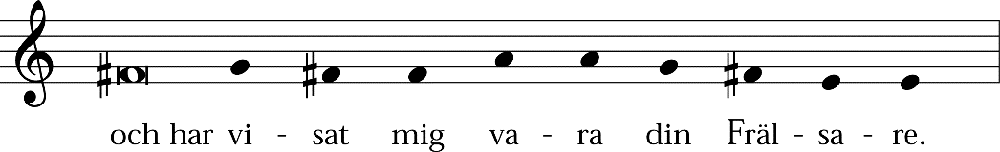 och har vi - sat mig va - ra din Fräl - sa - re.